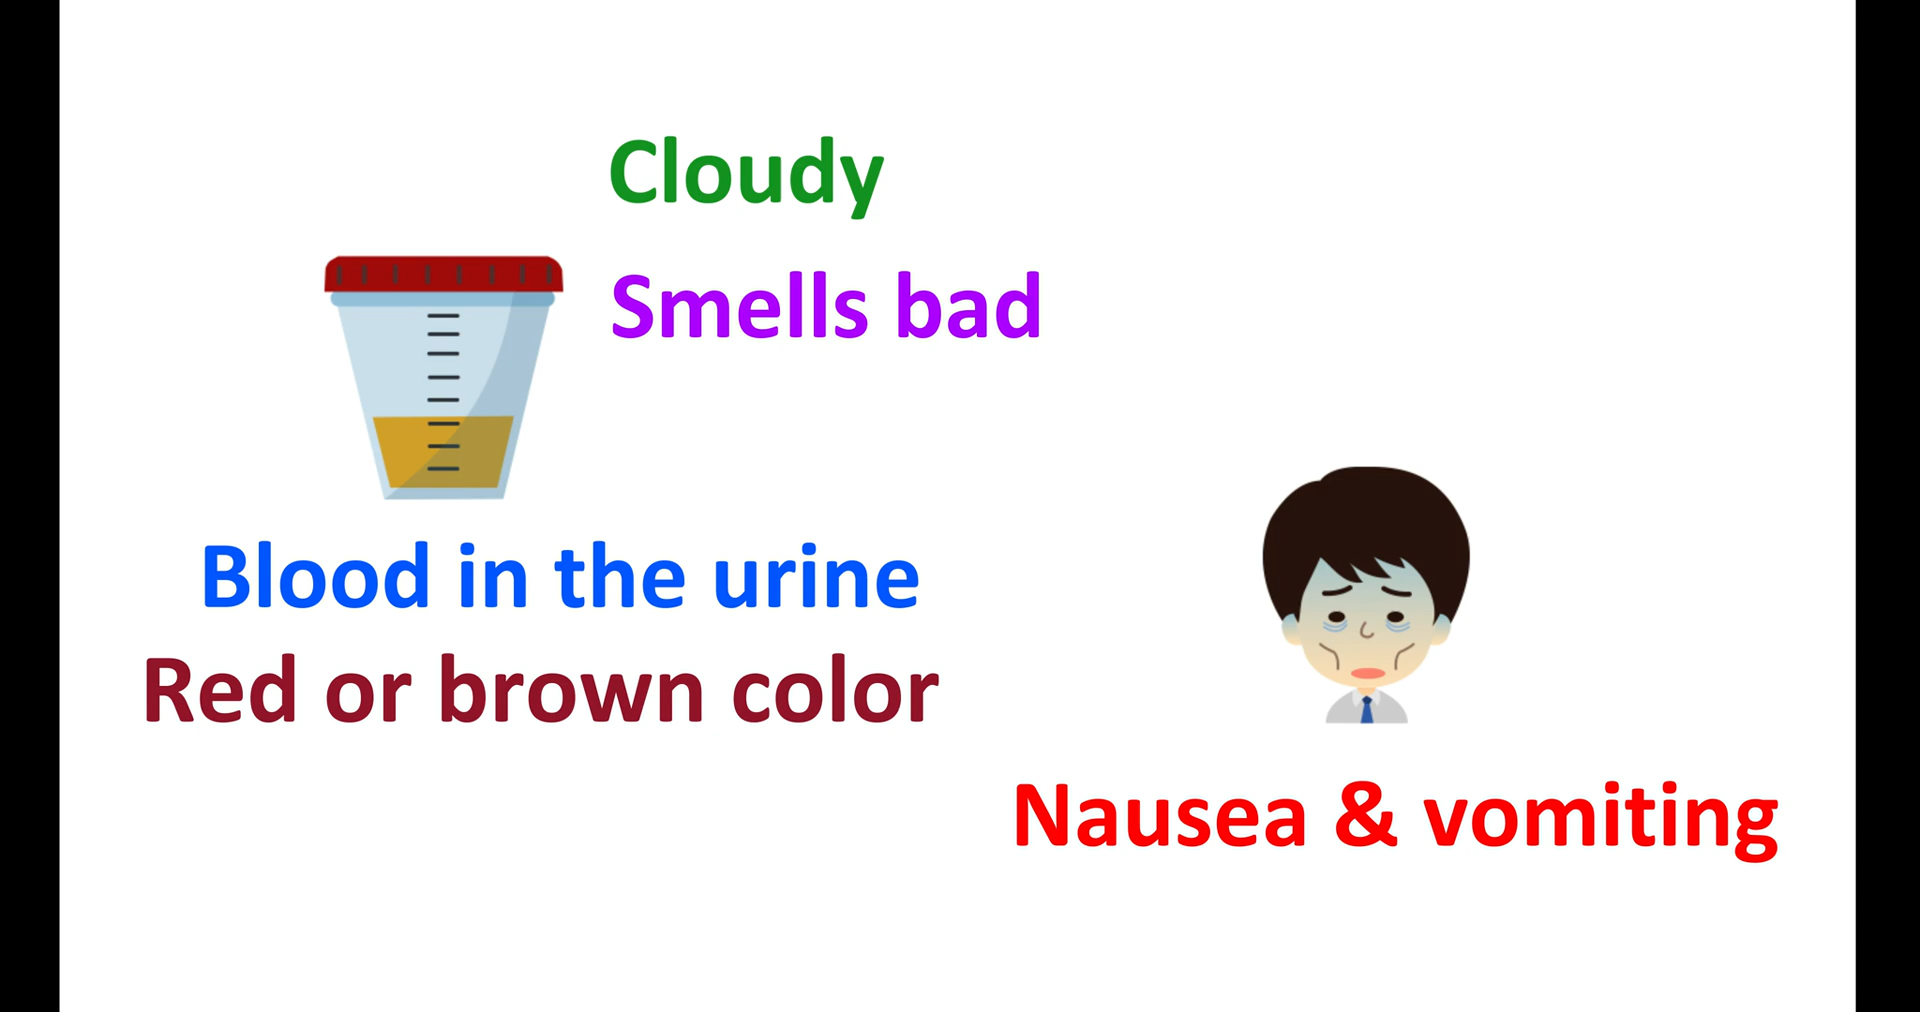 Cloudy
Smells bad
Blood in the urine
Red or brown color
Nausea & vomiting